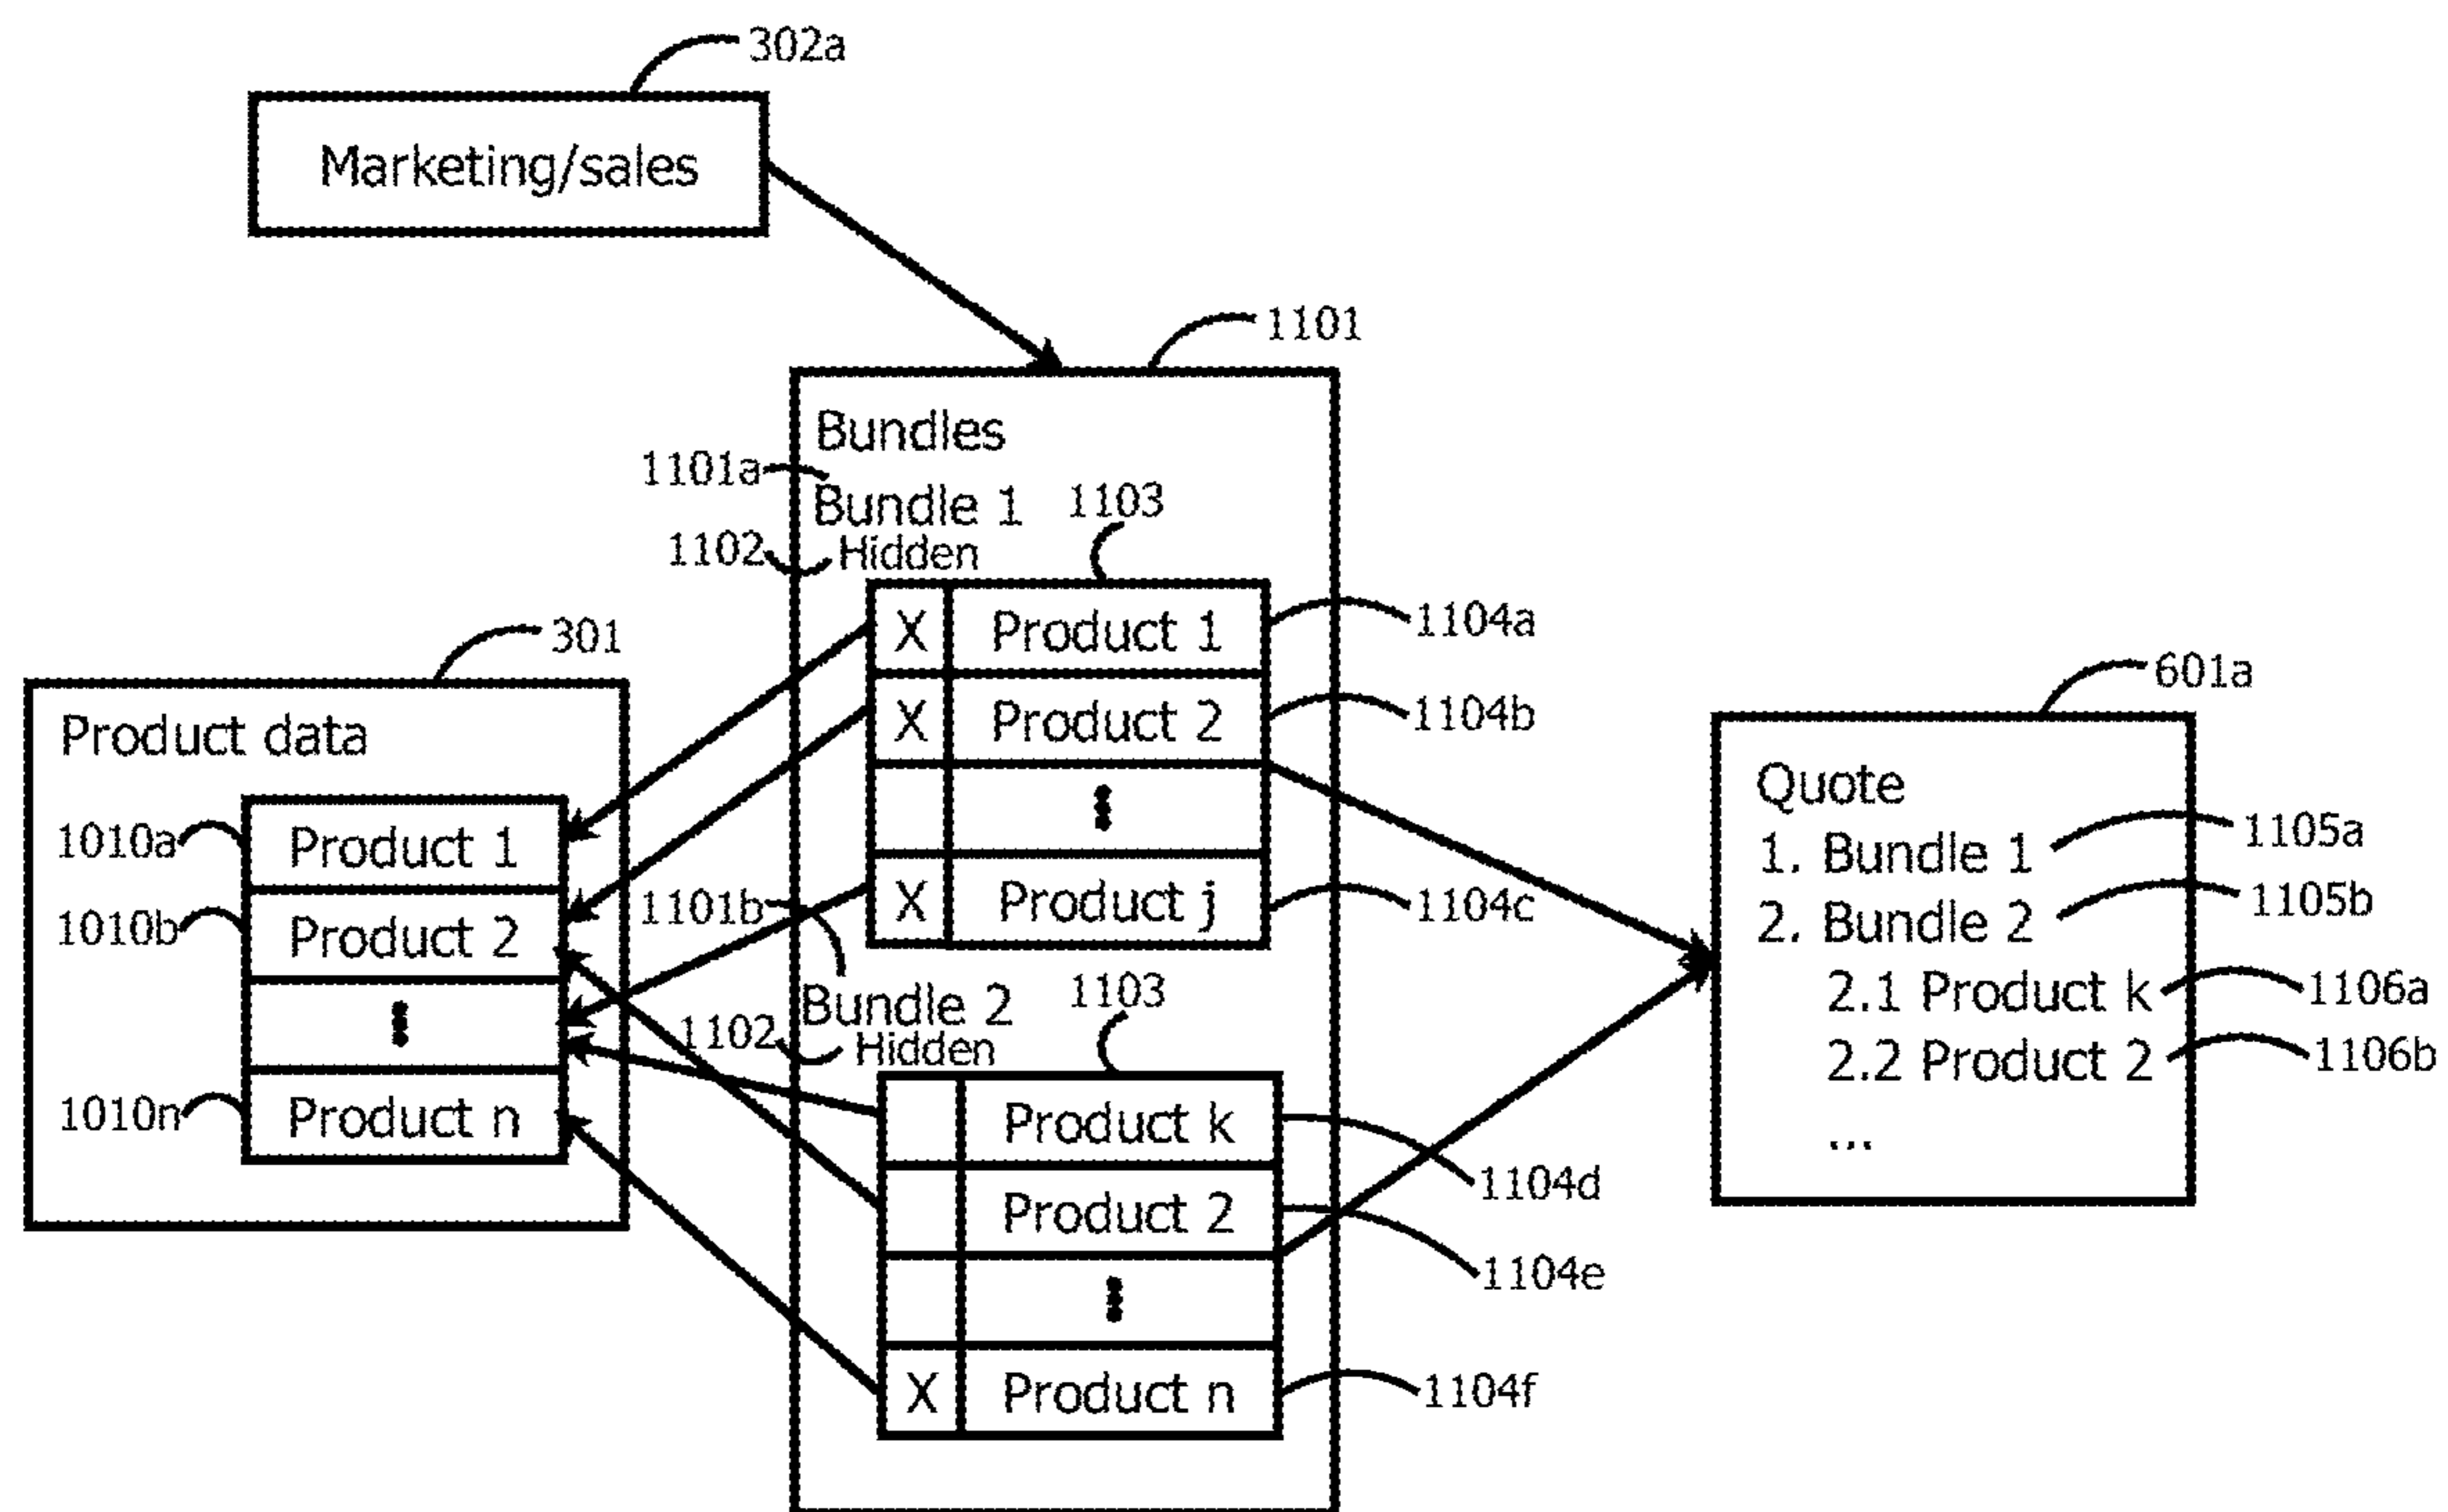 302a
Marketing/sales
1101
Bundles
1101a
Bundle 1
1103
1102
Hidden
X Product 1
1104a
X Product 2
1104b
X Product j
1104c
1101b
Bundle 2
1103
1102
Hidden
Product k
1104d
Product 2
1104e
X Product n
1104f
301
Product data
1010a
Product 1
1010b
Product 2
1010n
Product n
601a
Quote
1. Bundle 1
1105a
2. Bundle 2
1105b
2.1 Product k
1106a
2.2 Product 2
1106b
...